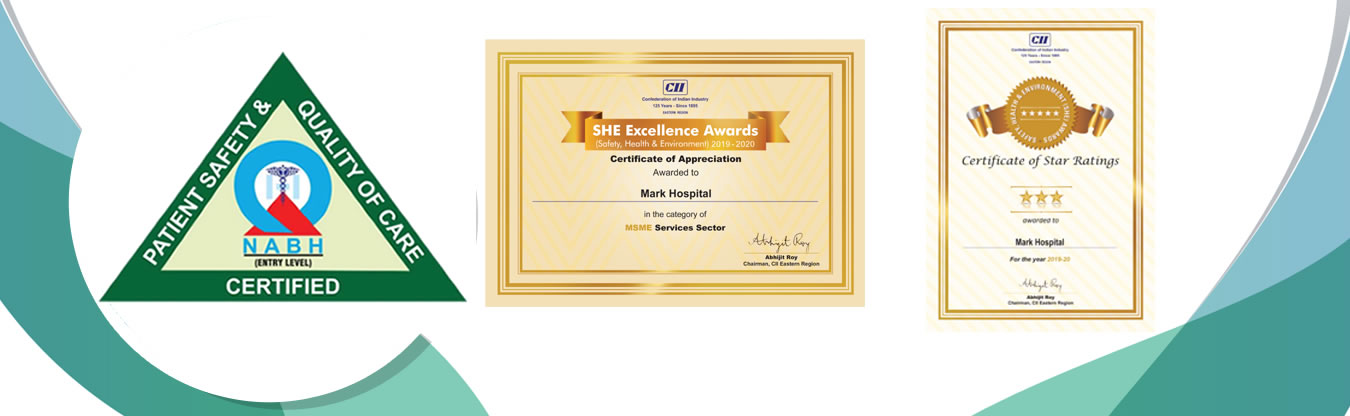 PATIENT SAFETY &
QUALITY OF CARE
NABH
(ENTRY LEVEL)
CERTIFIED
CII
Confederation of Indian Industry
125 Years - Since 1895
EASTERN REGION
SHE Excellence Awards
(Safety, Health & Environment) 2019-2020
Certificate of Appreciation
Awarded to
Mark Hospital
in the category of
MSME Services Sector
Abhijit Roy
Abhijit Roy
Chairman, CII Eastern Region
CII
Confederation of Indian Industry
125 Years - Since 1895
EASTERN REGION
SAFETY HEALTH & ENVIRONMENT (SHE) AWARDS
Certificate of Star Ratings
awarded to
Mark Hospital
For the year 2019-20
Abhijit Roy
Abhijit Roy
Chairman, CII Eastern Region